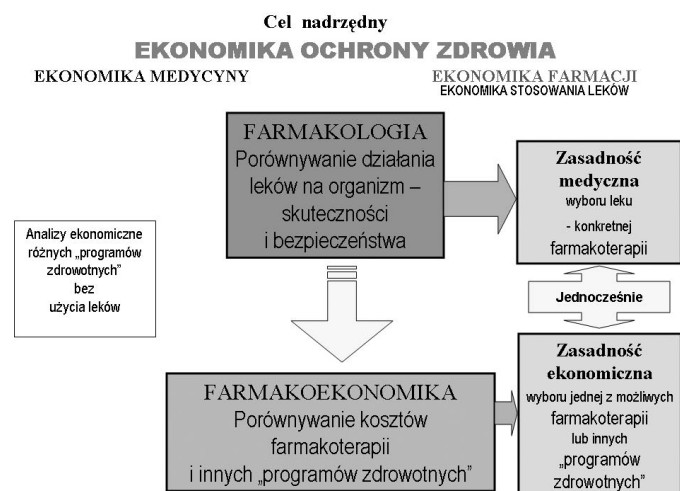 Cel nadrzędny
EKONOMIKA OCHRONY ZDROWIA
EKONOMIKA MEDYCYNY
EKONOMIKA FARMACJI
EKONOMIKA STOSOWANIA LEKÓW
FARMAKOLOGIA
Porównywanie działania
leków na organizm –
skuteczności
i bezpieczeństwa
Zasadność
medyczna
wyboru leku
- konkretnej
farmakoterapii
Analizy ekonomiczne
różnych „programów
zdrowotnych”
bez
użycia leków
Jednocześnie
FARMAKOEKONOMIKA
Porównywanie kosztów
farmakoterapii
i innych „programów zdrowotnych”
Zasadność
ekonomiczna
wyboru jednej z możliwych
farmakoterapii
lub innych
„programów
zdrowotnych”